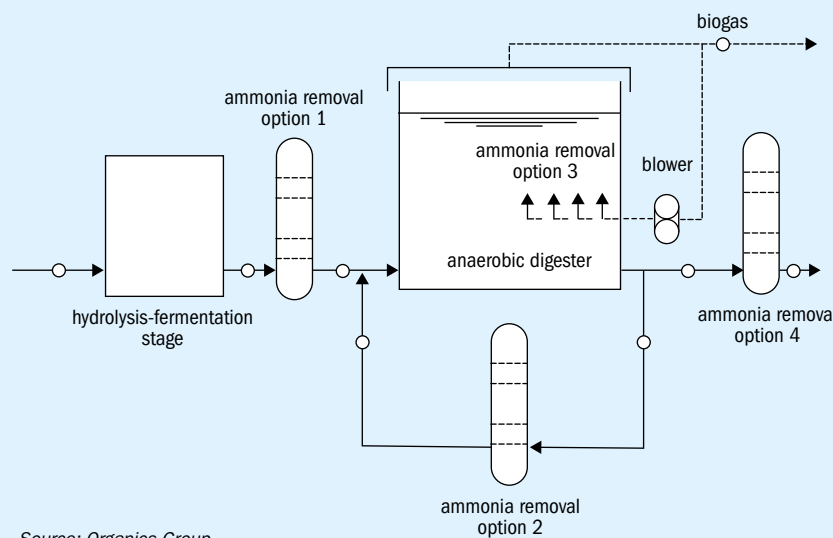 biogas
ammonia removal
option 1
ammonia removal
option 3
blower
anaerobic digester
hydrolysis-fermentation
stage
ammonia remova
option 4
ammonia removal
option 2
Source: Organics Group